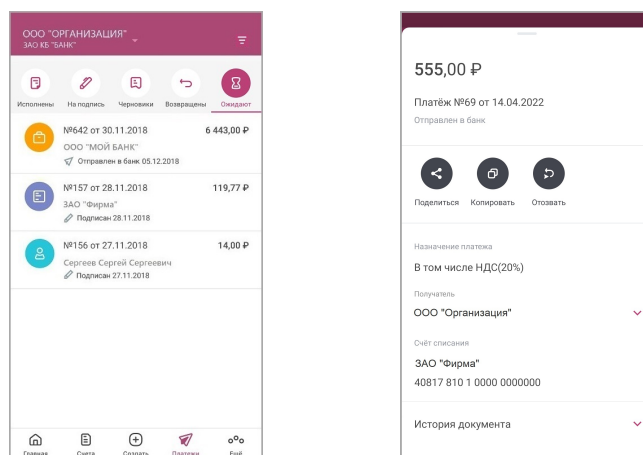 ООО "ОРГАНИЗАЦИЯ"
ЗАО КБ "БАНК"
Исполнены На подпись Черновики Возвращены Ожидают
№642 от 30.11.2018 6 443,00 ₽
ООО "МОЙ БАНК"
Отправлен в банк 05.12.2018
№157 от 28.11.2018 119,77 ₽
ЗАО "Фирма"
Подписан 28.11.2018
№156 от 27.11.2018 14,00 ₽
Сергеев Сергей Сергеевич
Подписан 27.11.2018
Главная Счета Создать Платежи Ещё
555,00 ₽
Платёж №69 от 14.04.2022
Отправлен в банк
Поделиться Копировать Отозвать
Назначение платежа
В том числе НДС(20%)
Получатель
ООО "Организация"
Счёт списания
ЗАО "Фирма"
40817 810 1 0000 0000000
История документа